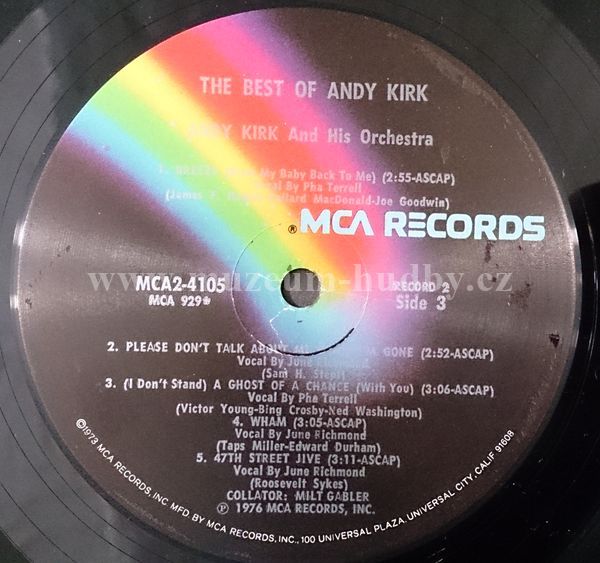 THE BEST OF ANDY KIRK
ANDY KIRK And His Orchestra
1. BREEZE My Baby Back To Me) (2:55-ASCAP)
Vocal By Pha Terrell
(James F. MacDonald-Joe Goodwin)
® MCA RECORDS
www.muzeum-hudby.cz
MCA2-4105
MCA 929
RECORD 2
Side 3
2. PLEASE DON'T TALK ABOUT GONE (2:52-ASCAP)
Vocal By June Richmond
(Sam H. Stept)
3. (I Don't Stand) A GHOST OF A CHANCE (With You) (3:06-ASCAP)
Vocal By Pha Terrell
(Victor Young-Bing Crosby-Ned Washington)
4. WHAM (3:05-ASCAP)
Vocal By June Richmond
(Taps Miller-Edward Durham)
5. 47TH STREET JIVE (3:11-ASCAP)
Vocal By June Richmond
(Roosevelt Sykes)
COLLATOR: MILT GABLER
℗ 1976 MCA RECORDS, INC.
©1973 MCA RECORDS, INC MFD BY MCA RECORDS, INC., 100 UNIVERSAL PLAZA, UNIVERSAL CITY, CALIF 91608